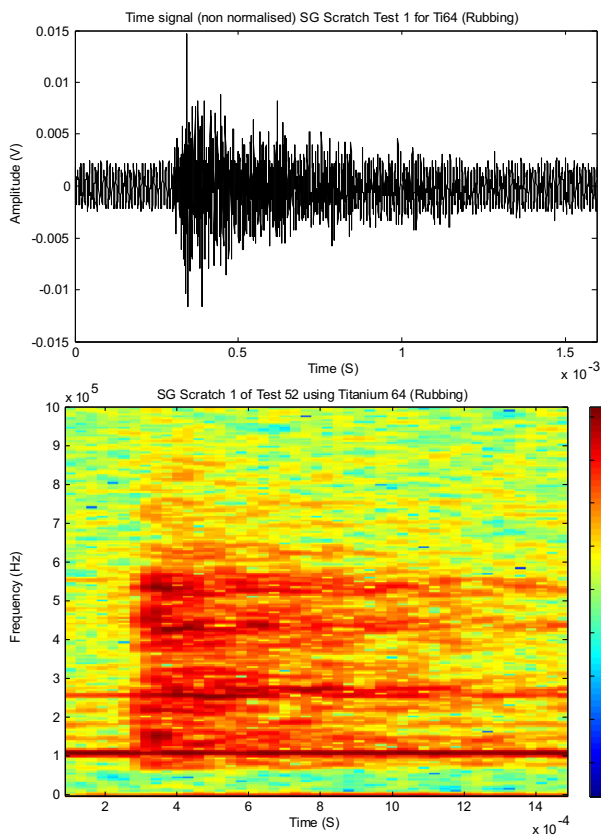 Time signal (non normalised) SG Scratch Test 1 for Ti64 (Rubbing)
0.015
0.01
0.005
0
-0.005
-0.01
-0.015
Amplitude (V)
0 0.5 1 1.5
Time (S)
x 10⁻³
SG Scratch 1 of Test 52 using Titanium 64 (Rubbing)
x 10⁵
10
9
8
7
6
5
4
3
2
1
0
Frequency (Hz)
2 4 6 8 10 12 14
Time (S)
x 10⁻⁴